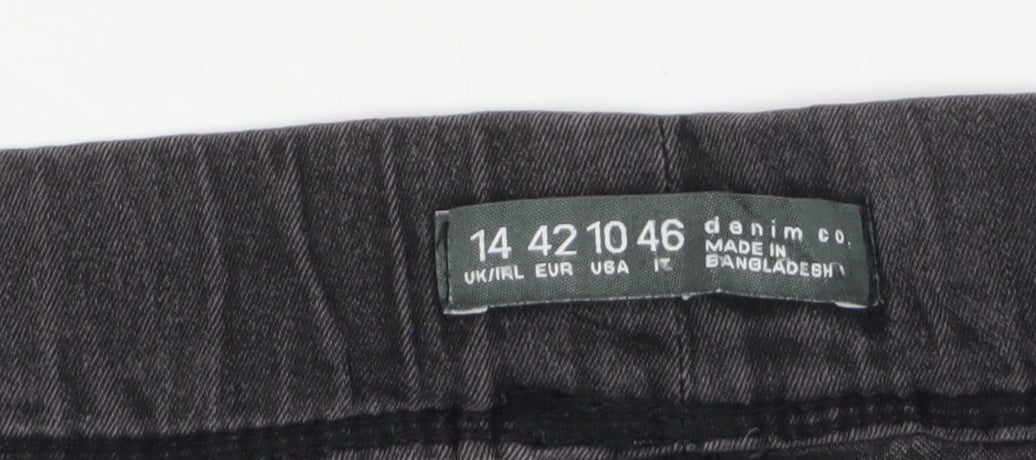 14 42 10 46
UK/IRL EUR USA IT
denim co.
MADE IN
BANGLADESH